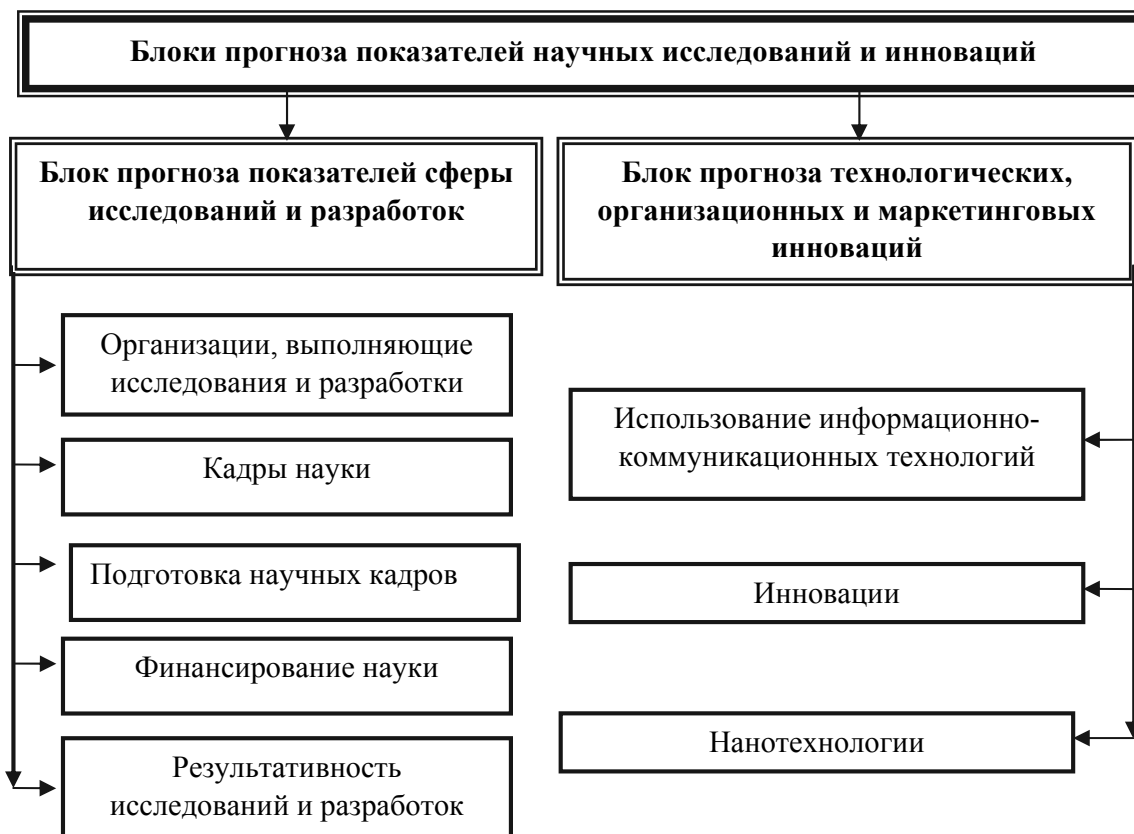 Блоки прогноза показателей научных исследований и инноваций
Блок прогноза показателей сферы
исследований и разработок
Организации, выполняющие
исследования и разработки
Кадры науки
Подготовка научных кадров
Финансирование науки
Результативность
исследований и разработок
Блок прогноза технологических,
организационных и маркетинговых
инноваций
Использование информационно-
коммуникационных технологий
Инновации
Нанотехнологии